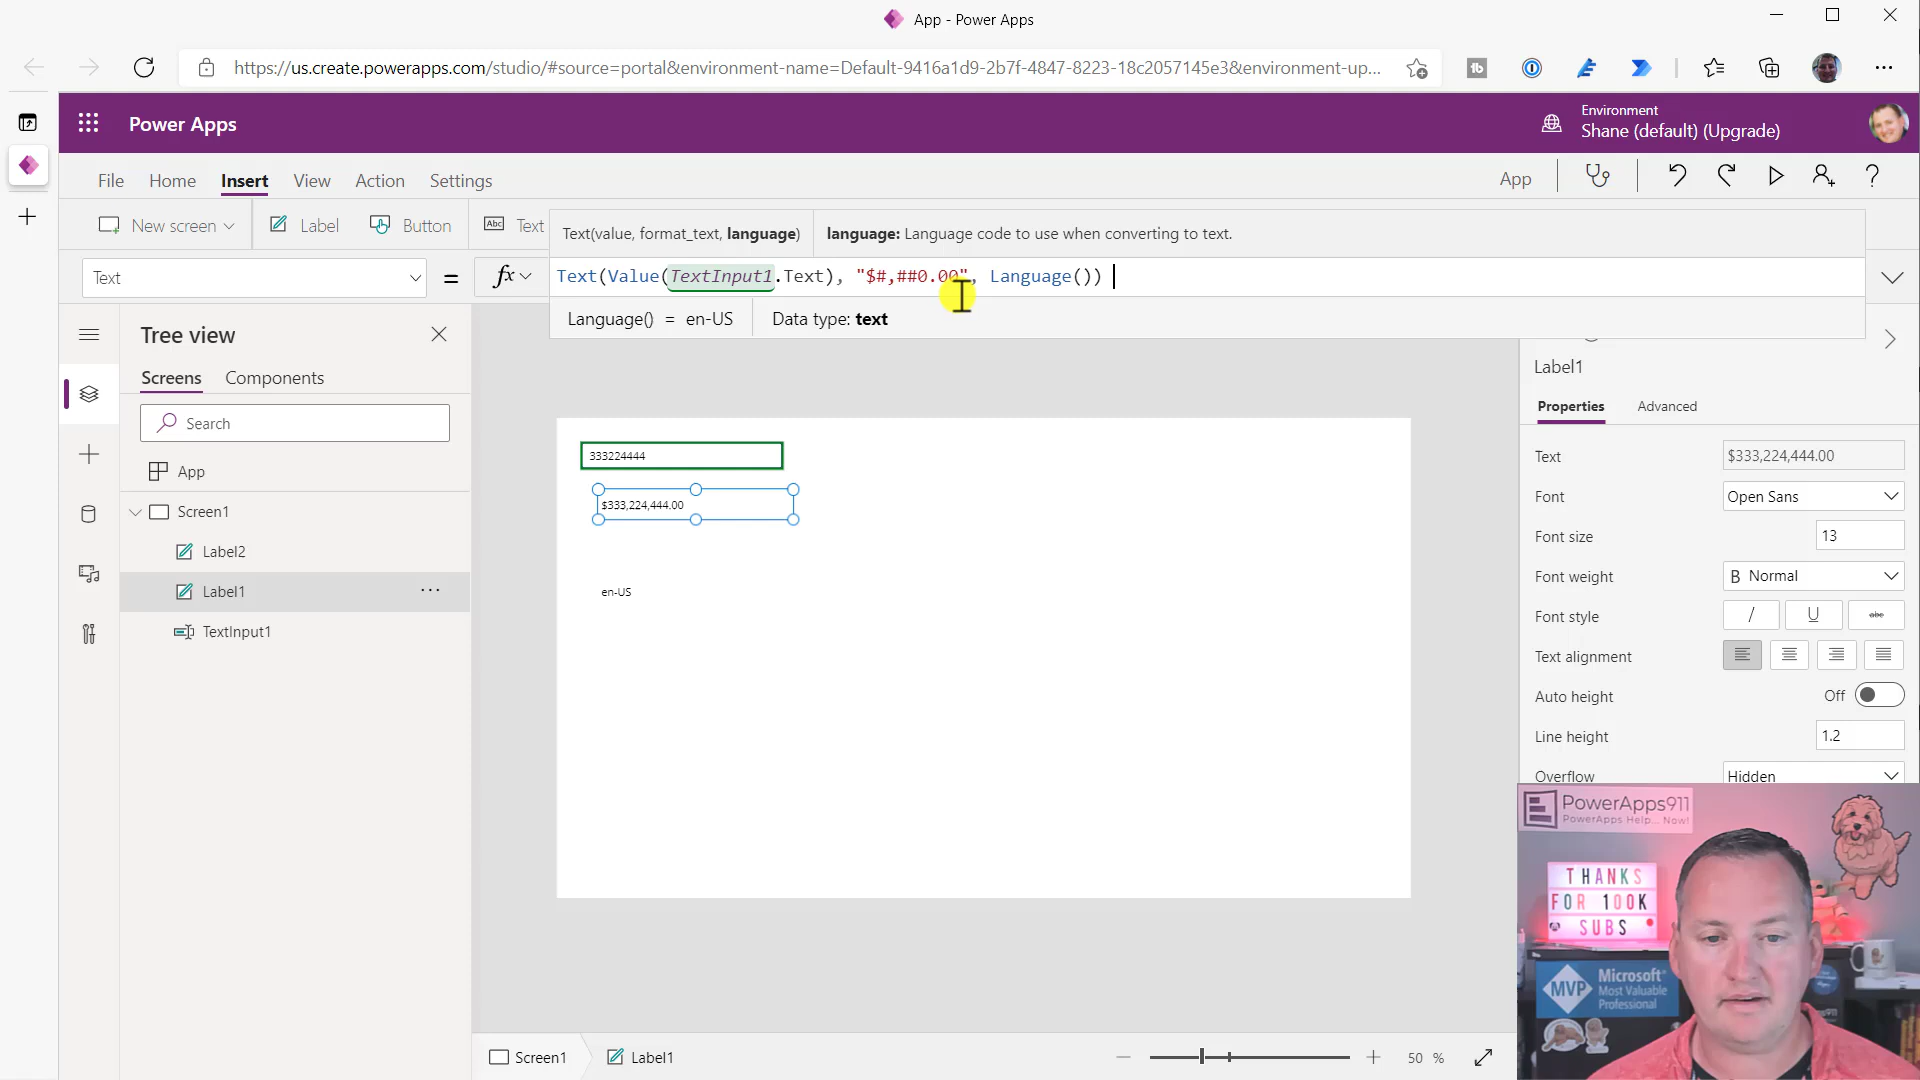 App - Power Apps
https://us.create.powerapps.com/studio/#source=portal&environment-name=Default-9416a1d9-2b7f-4847-8223-18c2057145e3&environment-up...
Power Apps
Environment
Shane (default) (Upgrade)
File Home Insert View Action Settings
App
New screen Label Button Abc Text
Text(value, format_text, language)
language: Language code to use when converting to text.
Text = fx Text(Value(TextInput1.Text), "$#,##0.00", Language())
Language() = en-US Data type: text
Tree view
Screens Components
Search
App
Screen1
Label2
Label1
TextInput1
333224444
$333,224,444.00
en-US
Label1
Properties Advanced
Text $333,224,444.00
Font Open Sans
Font size 13
Font weight B Normal
Font style / U abc
Text alignment
Auto height Off
Line height 1.2
Overflow Hidden
PowerApps911
PowerApps Help... Now!
THANKS
FOR 100K
SUBS
MVP Microsoft®
Most Valuable
Professional
Screen1 Label1
50 %